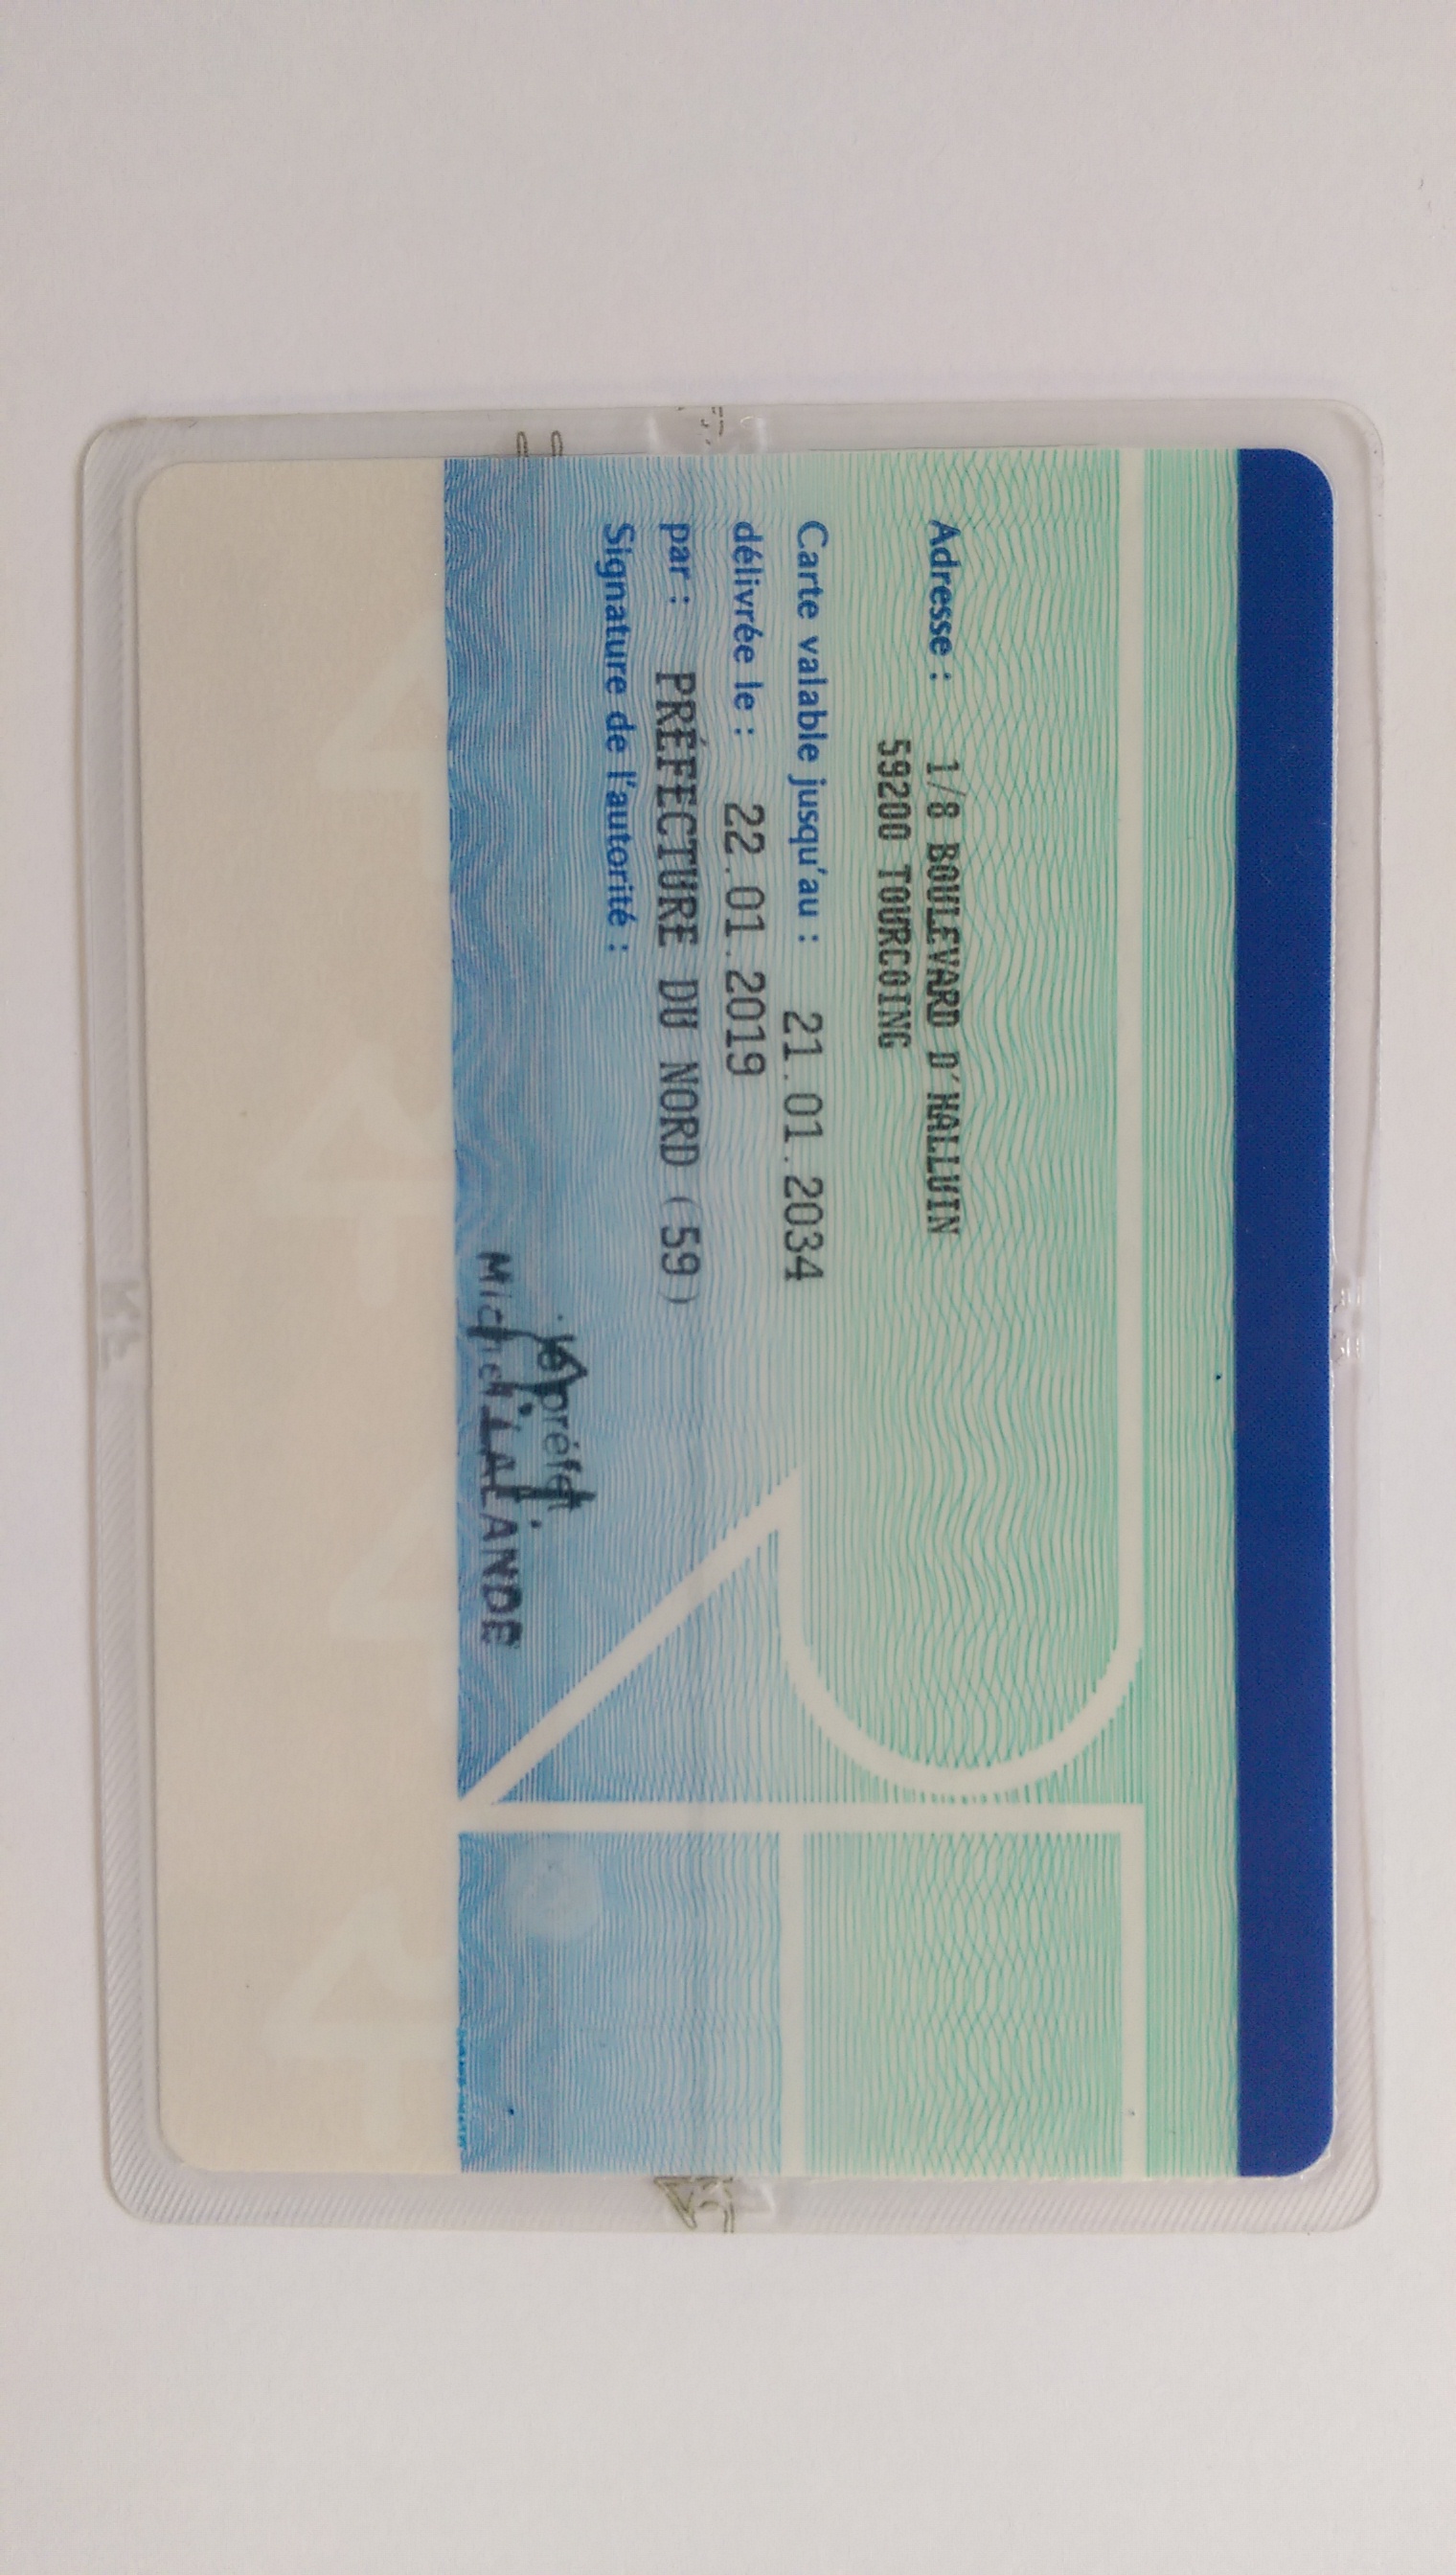 Adresse : 1/8 BOULEVARD D'HALLUIN
59200 TOURCOING
Carte valable jusqu'au : 21.01.2034
délivrée le : 22.01.2019
par : PRÉFECTURE DU NORD (59)
Signature de l'autorité :
le préfet
Michel LALANDE
RF